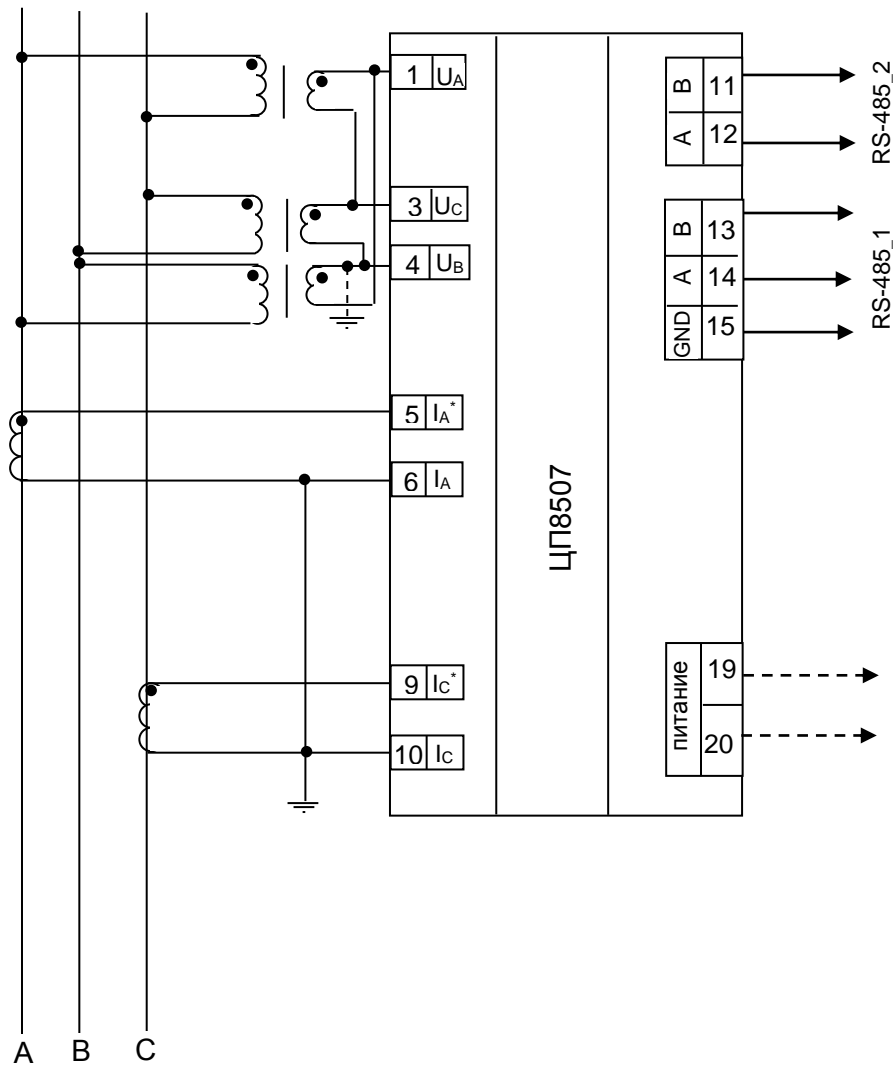 1 UA
3 UC
4 UB
5 IA*
6 IA
9 IC*
10 IC
ЦП8507
B 11
A 12
RS-485_2
B 13
A 14
GND 15
RS-485_1
питание
19
20
A B C